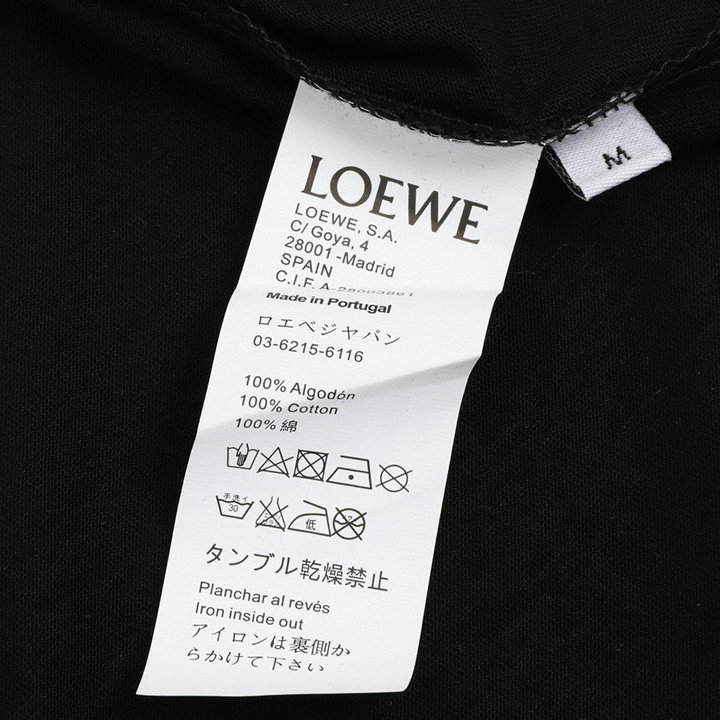 LOEWE
LOEWE, S.A.
C/ Goya, 4
28001 -Madrid
SPAIN
C.I.F. A-28003861
Made in Portugal
ロエベジャパン
03-6215-6116
100% Algodón
100% Cotton
100% 綿
手洗イ
30
低
タンブル乾燥禁止
Planchar al revés
Iron inside out
アイロンは裏側か
らかけて下さい
M